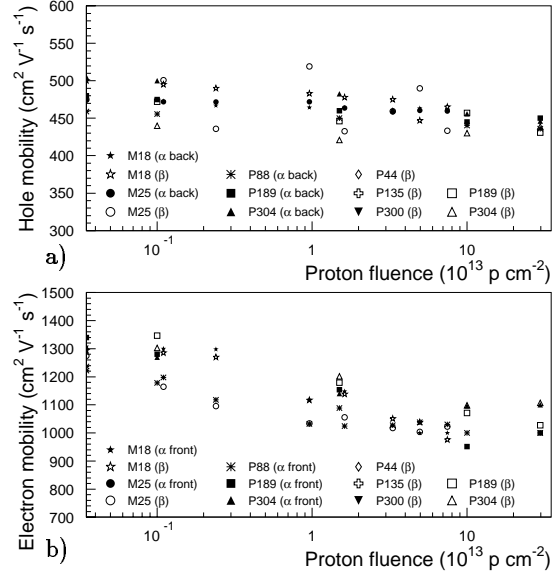 Hole mobility (cm² V⁻¹ s⁻¹)
600
550
500
450
400
350
300
M18 (α back)
M18 (β)
P88 (α back)
P44 (β)
M25 (α back)
P189 (α back)
P135 (β)
P189 (β)
M25 (β)
P304 (α back)
P300 (β)
P304 (β)
10⁻¹
1
10
a)
Proton fluence (10¹³ p cm⁻²)
Electron mobility (cm² V⁻¹ s⁻¹)
1500
1400
1300
1200
1100
1000
900
800
700
M18 (α front)
M18 (β)
P88 (α front)
P44 (β)
M25 (α front)
P189 (α front)
P135 (β)
P189 (β)
M25 (β)
P304 (α front)
P300 (β)
P304 (β)
10⁻¹
1
10
b)
Proton fluence (10¹³ p cm⁻²)